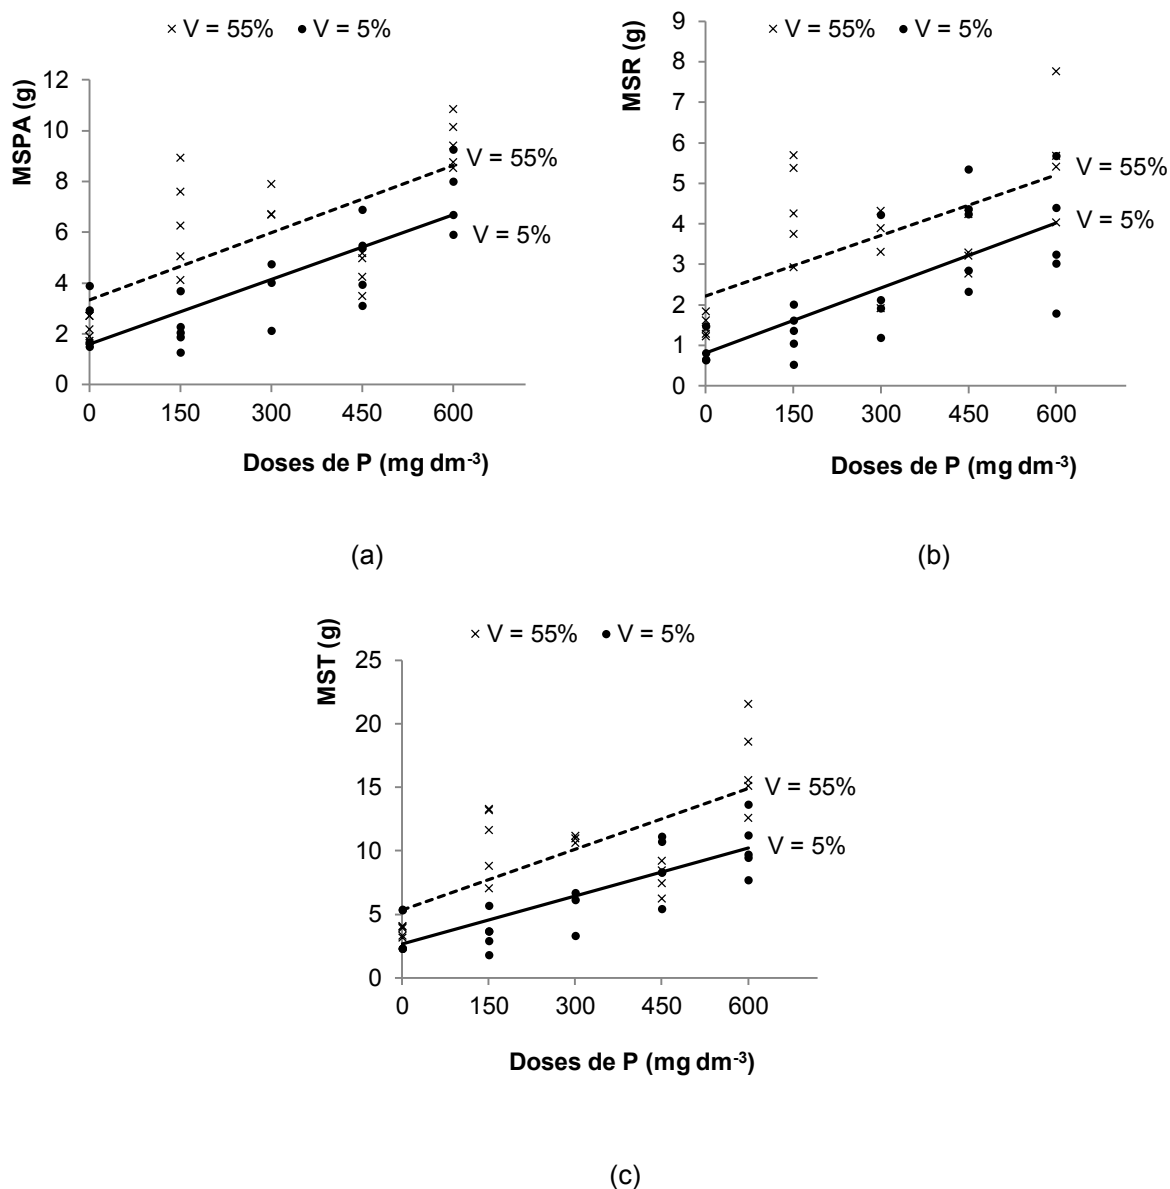 × V = 55% ● V = 5%
MSPA (g)
12
10
8
6
4
2
0
V = 55%
V = 5%
0 150 300 450 600
Doses de P (mg dm⁻³)
(a)
× V = 55% ● V = 5%
MSR (g)
9
8
7
6
5
4
3
2
1
0
V = 55%
V = 5%
0 150 300 450 600
Doses de P (mg dm⁻³)
(b)
× V = 55% ● V = 5%
MST (g)
25
20
15
10
5
0
V = 55%
V = 5%
0 150 300 450 600
Doses de P (mg dm⁻³)
(c)